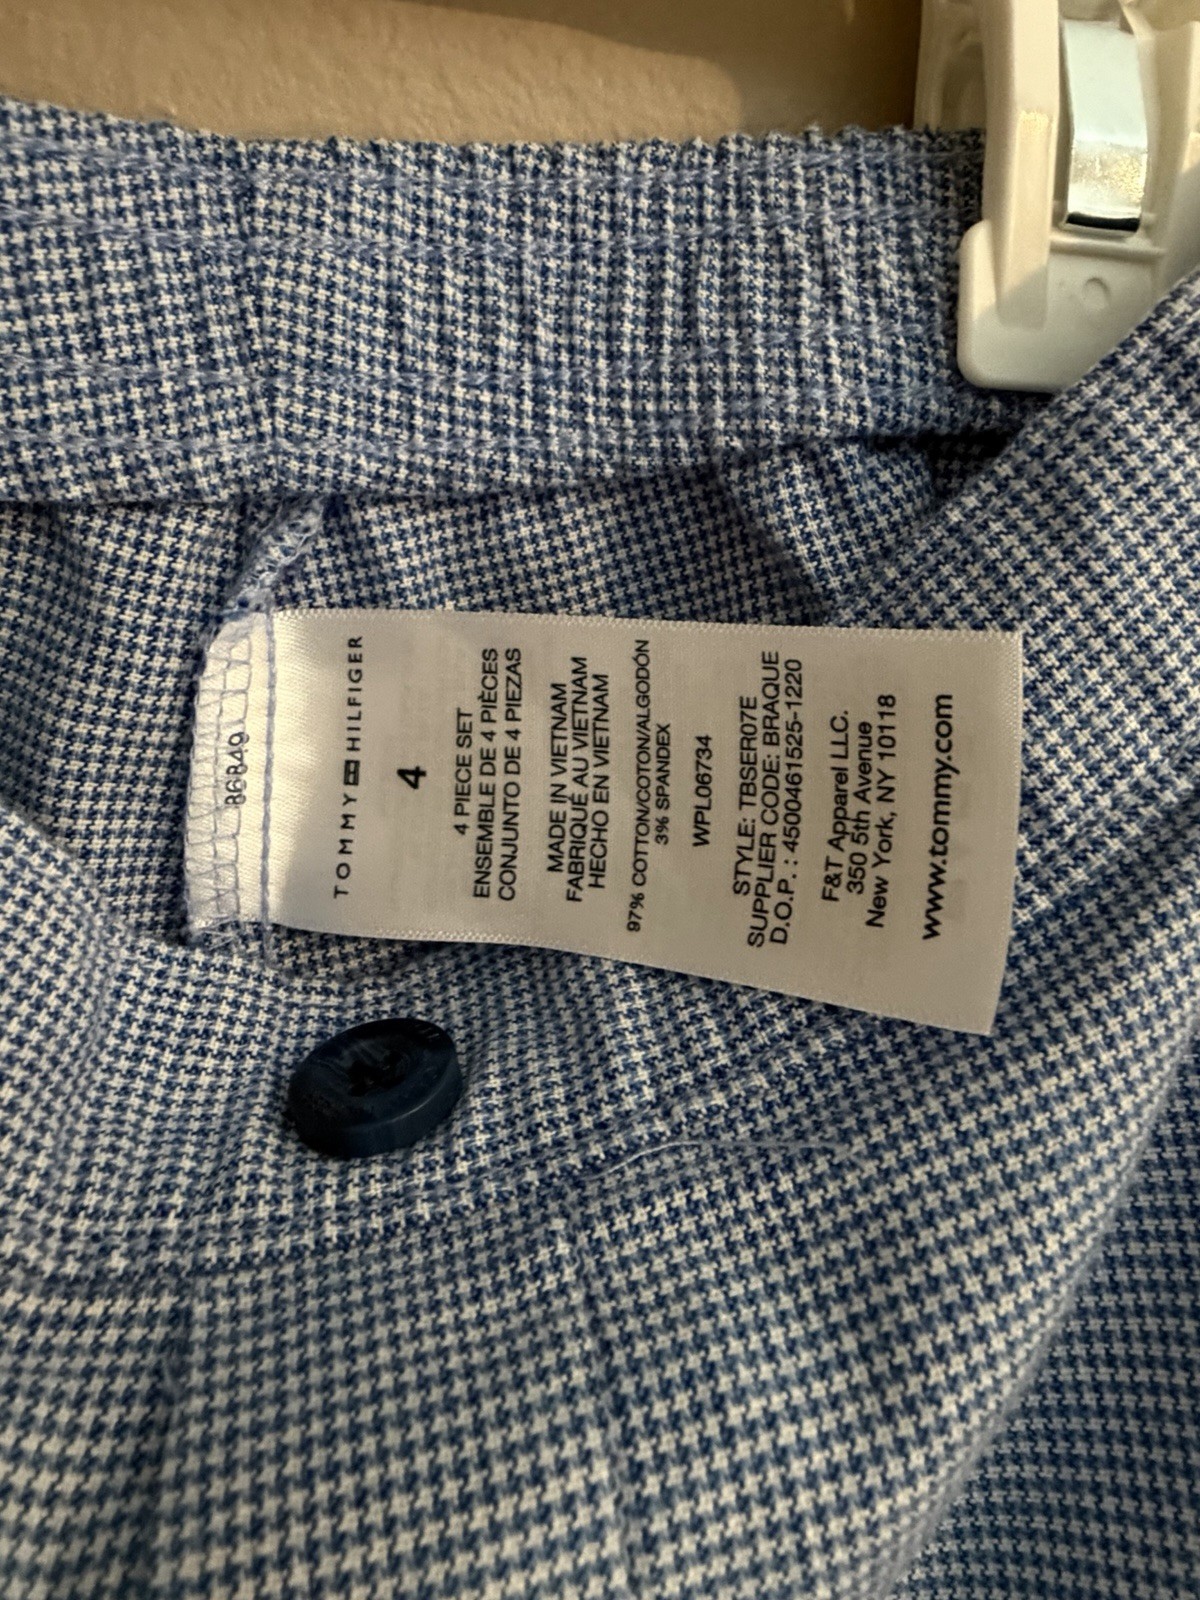 86849
TOMMY HILFIGER
4
4 PIECE SET
ENSEMBLE DE 4 PIÈCES
CONJUNTO DE 4 PIEZAS
MADE IN VIETNAM
FABRIQUÉ AU VIETNAM
HECHO EN VIETNAM
97% COTTON/COTON/ALGODÓN
3% SPANDEX
WPL06734
STYLE: TBSER07E
SUPPLIER CODE: BRAQUE
D.O.P. : 4500461525-1220
F&T Apparel LLC.
350 5th Avenue
New York, NY 10118
www.tommy.com